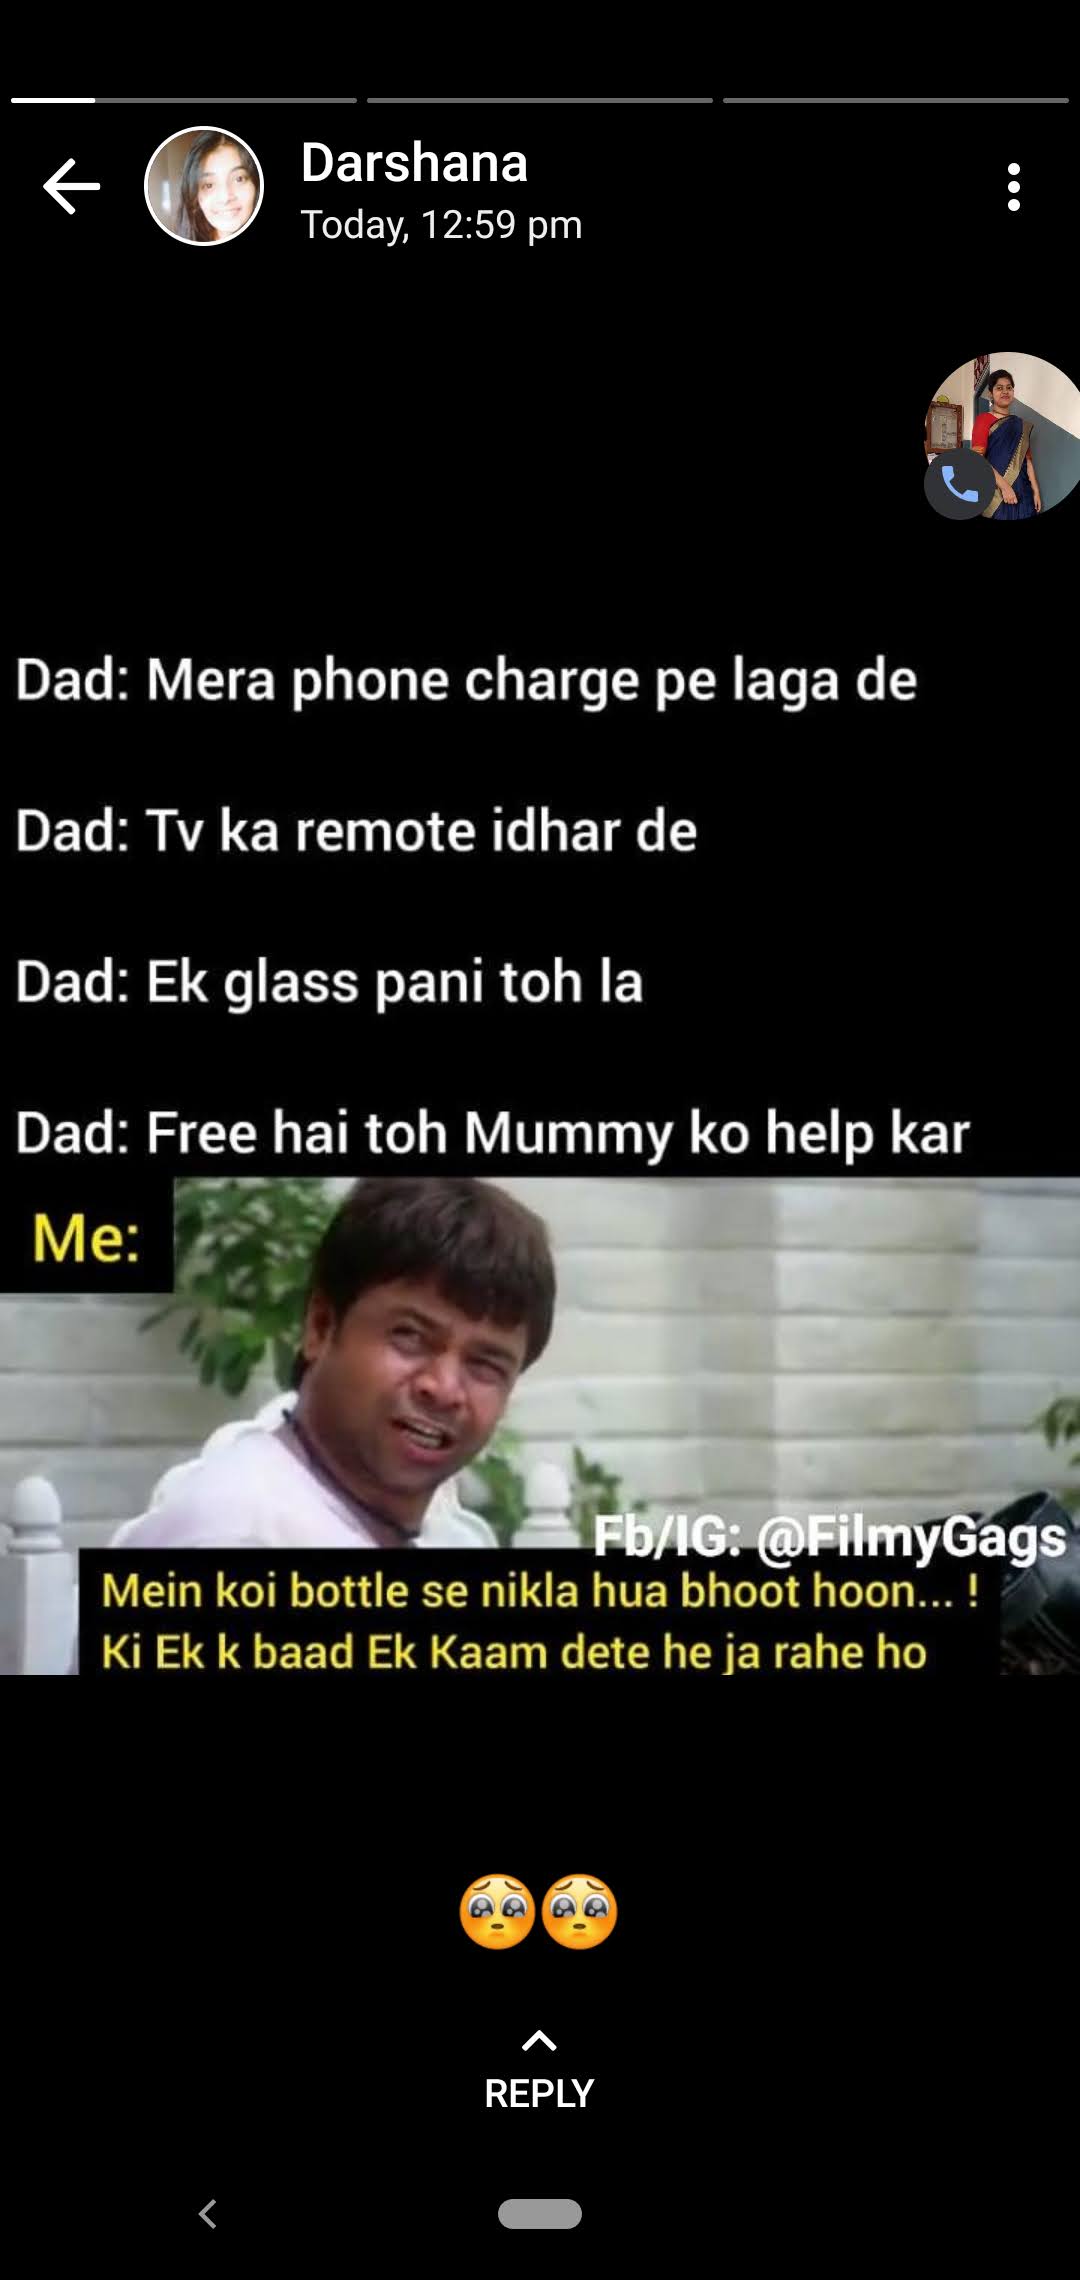 Darshana
Today, 12:59 pm
Dad: Mera phone charge pe laga de
Dad: Tv ka remote idhar de
Dad: Ek glass pani toh la
Dad: Free hai toh Mummy ko help kar
Me:
Fb/IG: @FilmyGags
Mein koi bottle se nikla hua bhoot hoon... !
Ki Ek k baad Ek Kaam dete he ja rahe ho
🥺🥺
REPLY